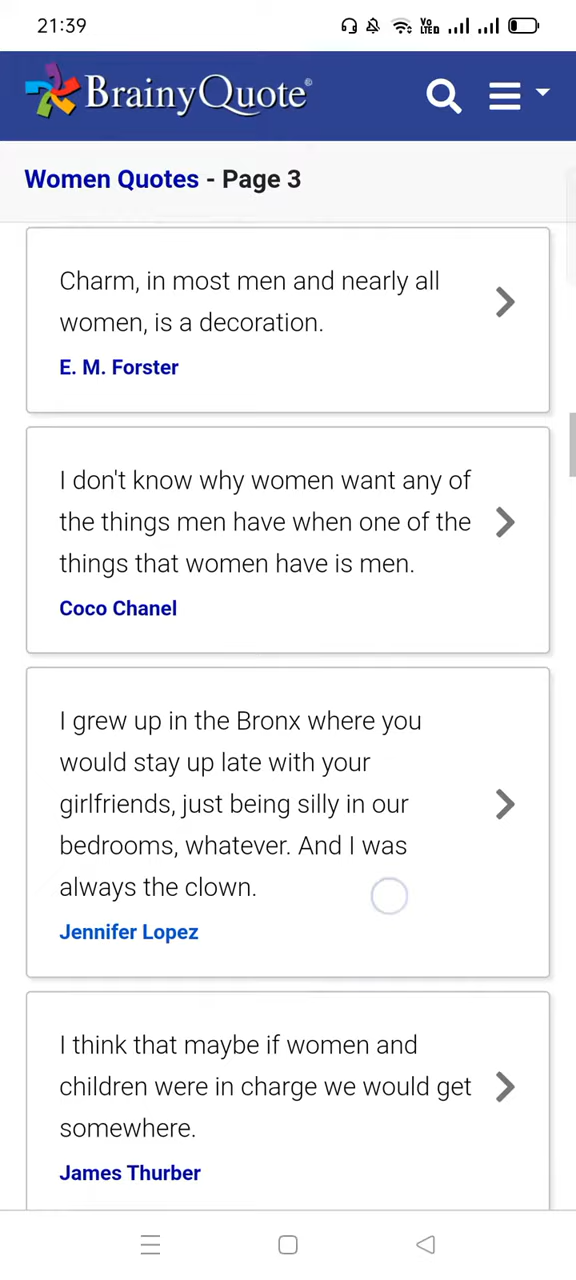 21:39
Vo
LTED
BrainyQuote®
Women Quotes - Page 3
Charm, in most men and nearly all
women, is a decoration.
E. M. Forster
I don't know why women want any of
the things men have when one of the
things that women have is men.
Coco Chanel
I grew up in the Bronx where you
would stay up late with your
girlfriends, just being silly in our
bedrooms, whatever. And I was
always the clown.
Jennifer Lopez
I think that maybe if women and
children were in charge we would get
somewhere.
James Thurber